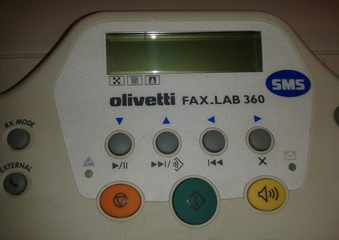 SMS
olivetti FAX.LAB 360
RX MODE
EXTERNAL